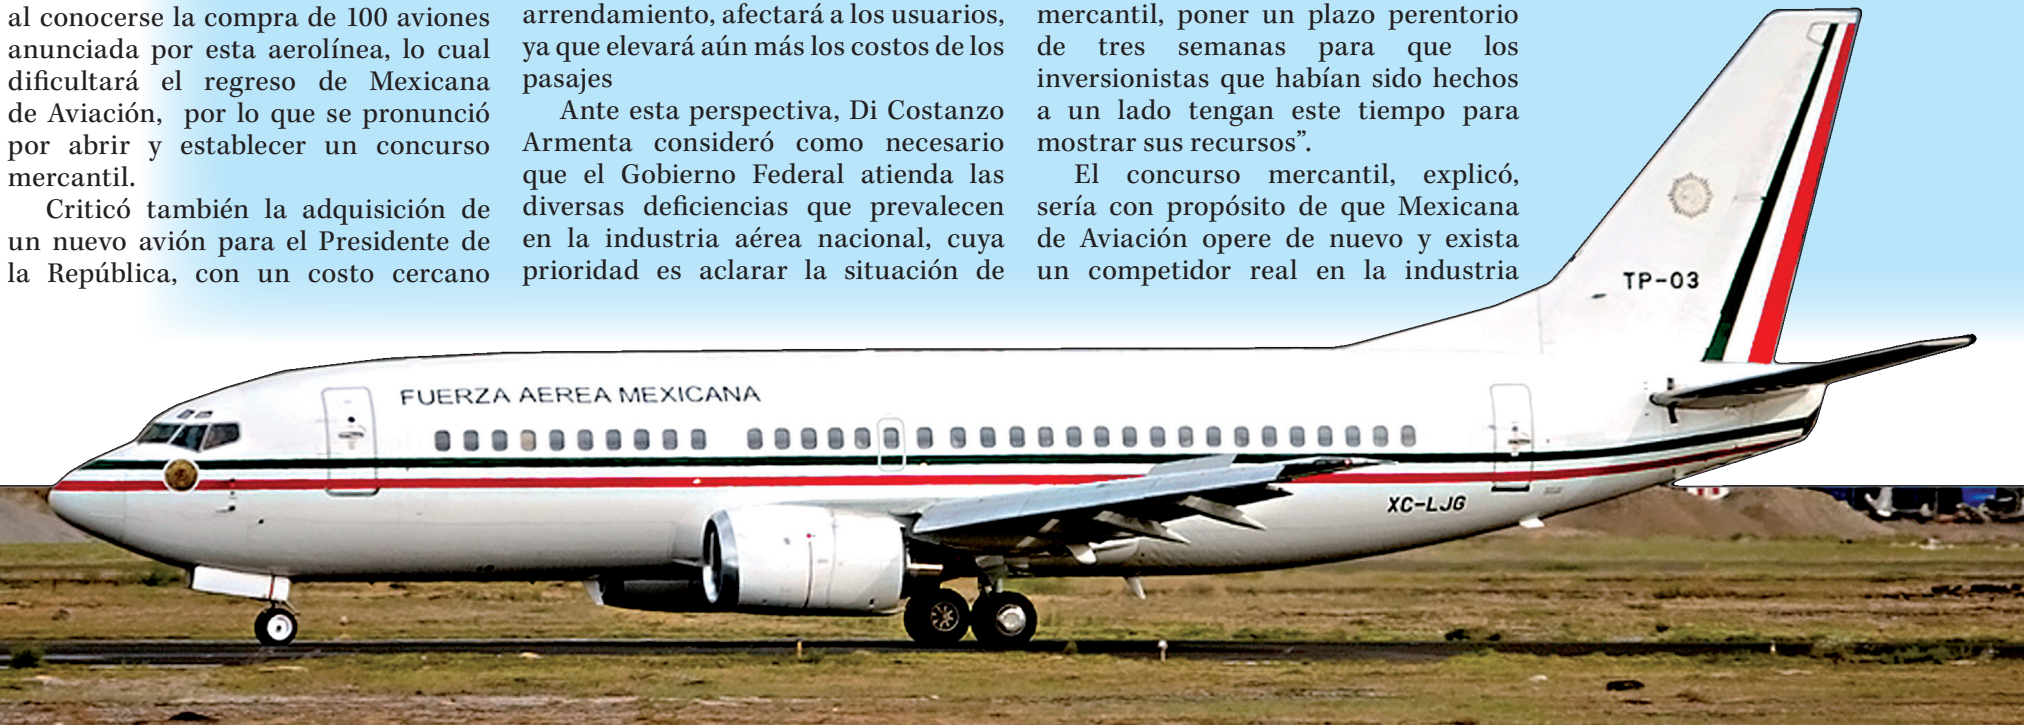 al conocerse la compra de 100 aviones
anunciada por esta aerolínea, lo cual
dificultará el regreso de Mexicana
de Aviación, por lo que se pronunció
por abrir y establecer un concurso
mercantil.
Criticó también la adquisición de
un nuevo avión para el Presidente de
la República, con un costo cercano
arrendamiento, afectará a los usuarios,
ya que elevará aún más los costos de los
pasajes
Ante esta perspectiva, Di Costanzo
Armenta consideró como necesario
que el Gobierno Federal atienda las
diversas deficiencias que prevalecen
en la industria aérea nacional, cuya
prioridad es aclarar la situación de
mercantil, poner un plazo perentorio
de tres semanas para que los
inversionistas que habían sido hechos
a un lado tengan este tiempo para
mostrar sus recursos”.
El concurso mercantil, explicó,
sería con propósito de que Mexicana
de Aviación opere de nuevo y exista
un competidor real en la industria
TP-03
FUERZA AEREA MEXICANA
XC-LJG